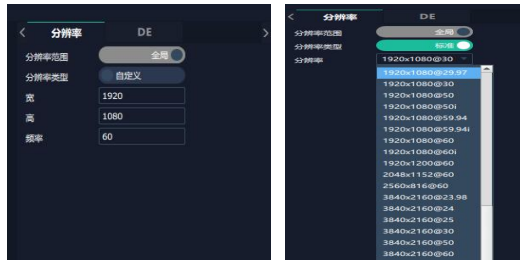 分辨率 DE
分辨率范围 全局
分辨率类型 自定义
宽 1920
高 1080
频率 60
分辨率 DE
分辨率范围 全局
分辨率类型 标准
分辨率 1920x1080@30
1920x1080@29.97
1920x1080@30
1920x1080@50
1920x1080@50i
1920x1080@59.94
1920x1080@59.94i
1920x1080@60
1920x1080@60i
1920x1200@60
2048x1152@60
2560x816@60
3840x2160@23.98
3840x2160@24
3840x2160@25
3840x2160@30
3840x2160@50
3840x2160@60